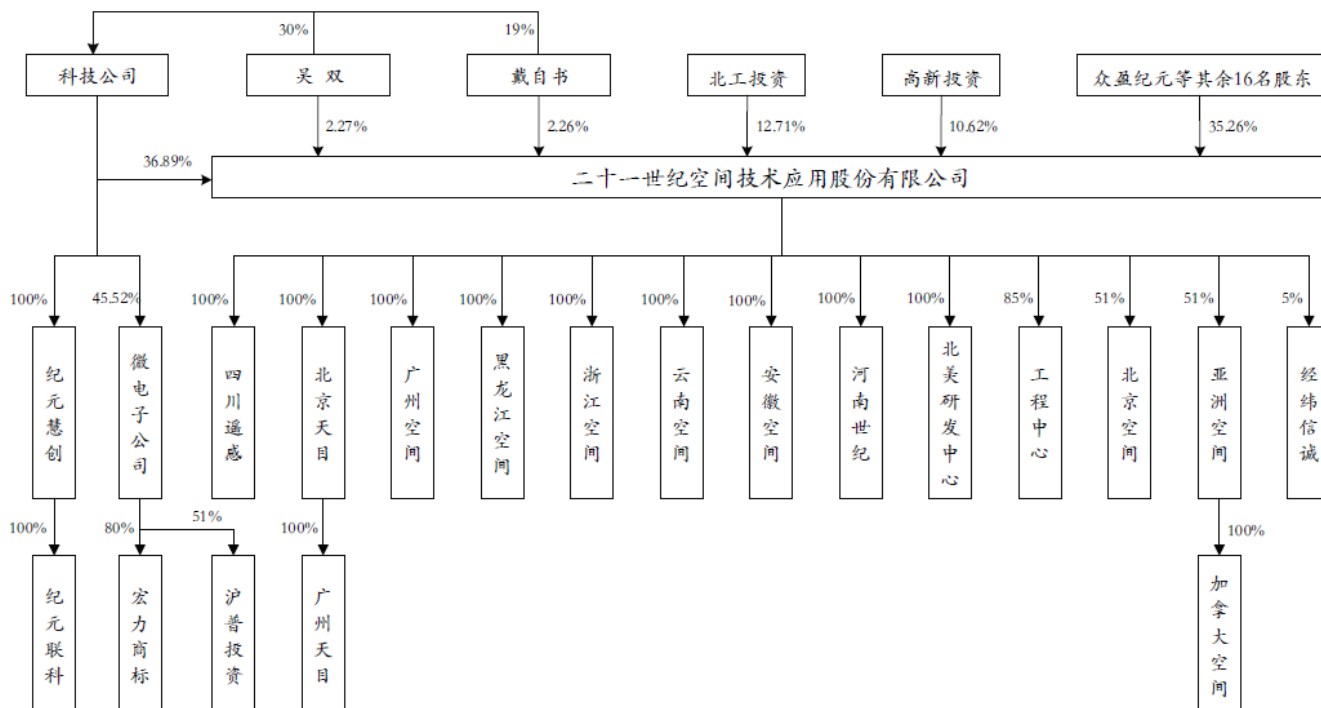 30%
19%
科技公司
吴 双
戴自书
北工投资
高新投资
众盈纪元等其余16名股东
2.27%
2.26%
12.71%
10.62%
35.26%
36.89%
二十一世纪空间技术应用股份有限公司
100%
45.52%
100%
100%
100%
100%
100%
100%
100%
100%
100%
85%
51%
51%
5%
纪元慧创
微电子公司
四川遥感
北京天目
广州空间
黑龙江空间
浙江空间
云南空间
安徽空间
河南世纪
北美研发中心
工程中心
北京空间
亚洲空间
经纬信诚
100%
80%
51%
100%
100%
纪元联科
宏力商标
沪普投资
广州天目
加拿大空间